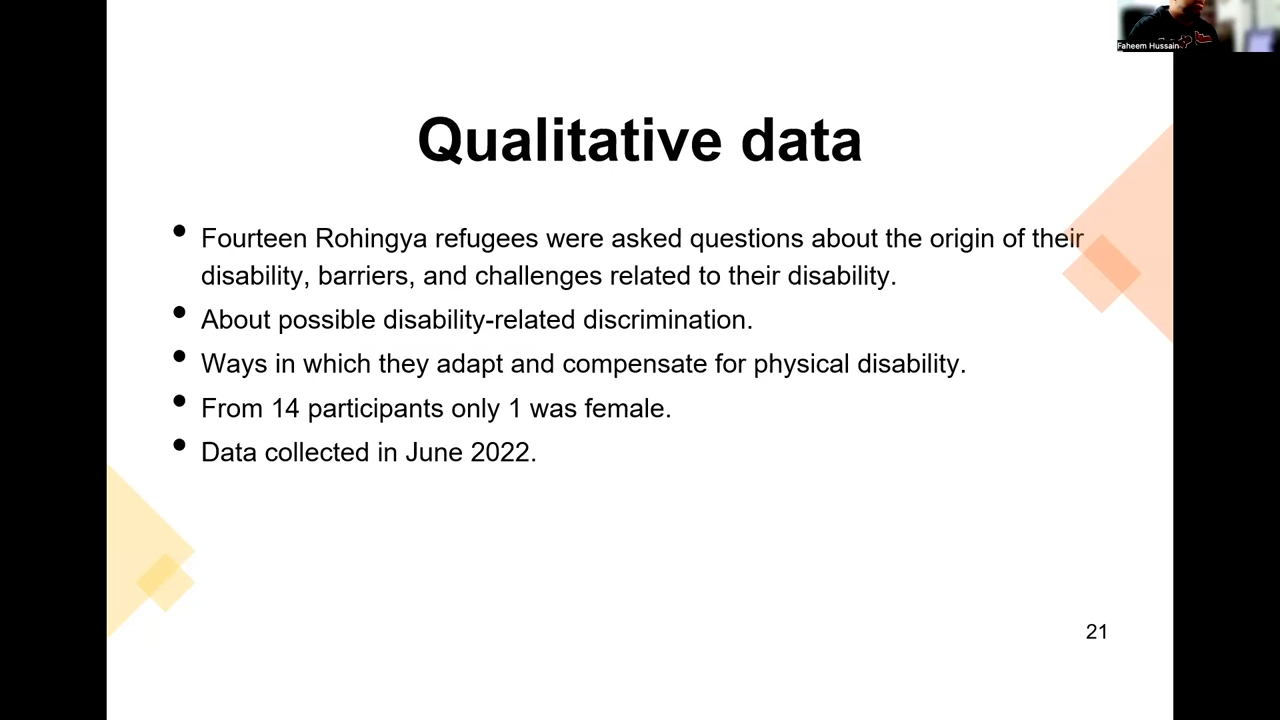 Faheem Hussain
Qualitative data
• Fourteen Rohingya refugees were asked questions about the origin of their
disability, barriers, and challenges related to their disability.
• About possible disability-related discrimination.
• Ways in which they adapt and compensate for physical disability.
• From 14 participants only 1 was female.
• Data collected in June 2022.
21